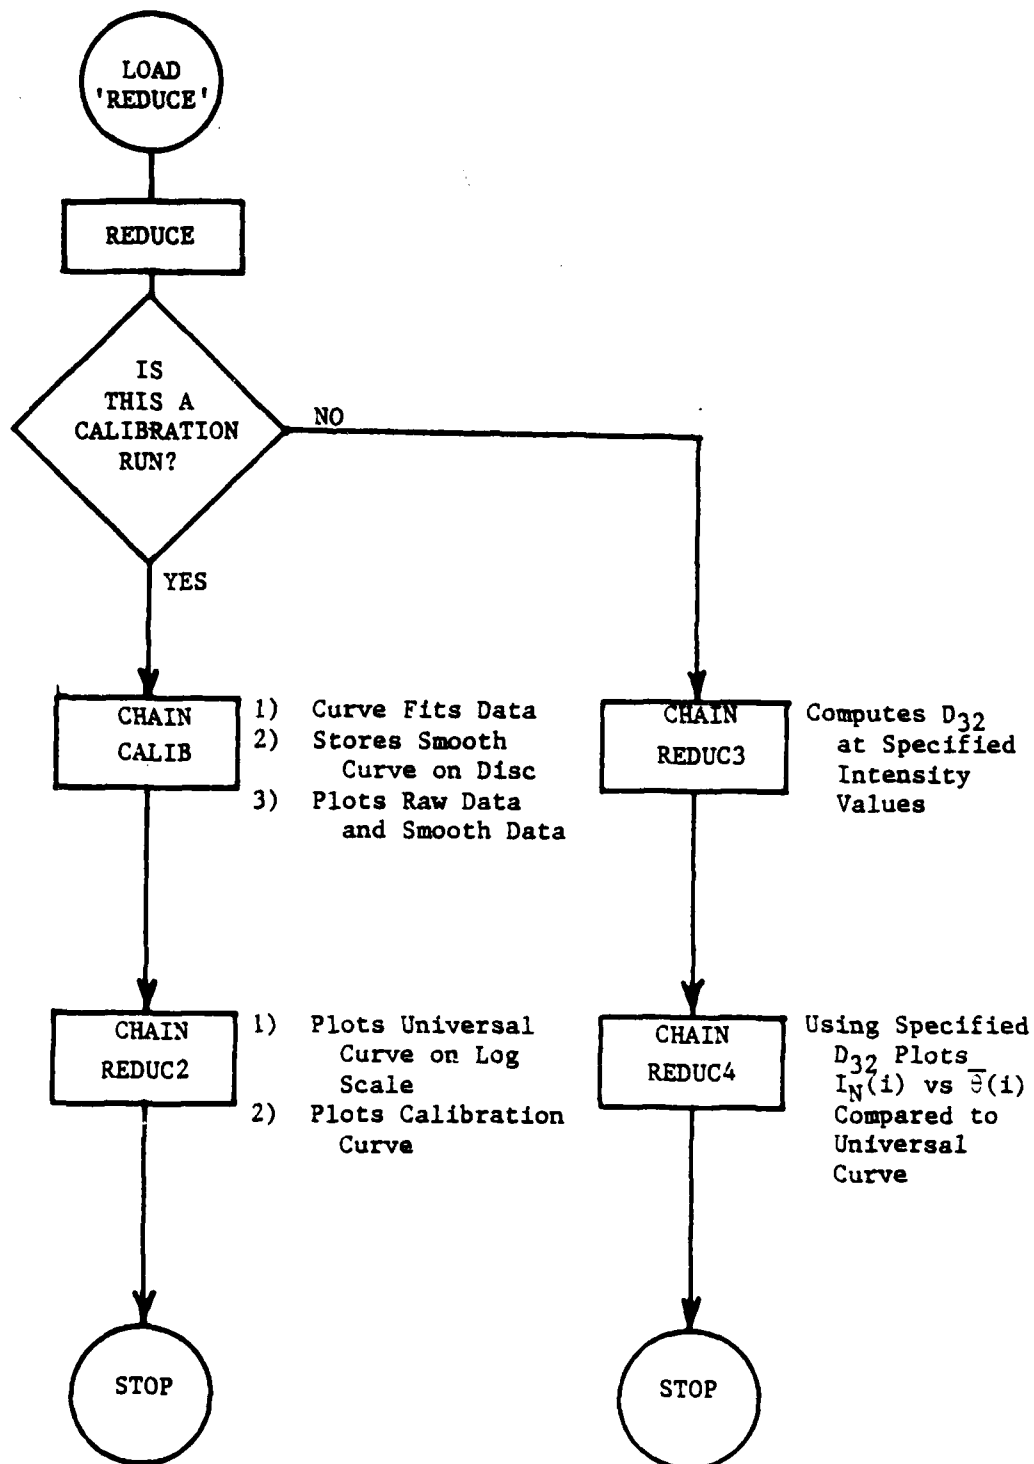 LOAD
'REDUCE'
REDUCE
IS
THIS A
CALIBRATION
RUN?
NO
YES
CHAIN
CALIB
1) Curve Fits Data
2) Stores Smooth
Curve on Disc
3) Plots Raw Data
and Smooth Data
CHAIN
REDUC3
Computes D32
at Specified
Intensity
Values
CHAIN
REDUC2
1) Plots Universal
Curve on Log
Scale
2) Plots Calibration
Curve
CHAIN
REDUC4
Using Specified
D32 Plots
IN(i) vs θ̅(i)
Compared to
Universal
Curve
STOP
STOP